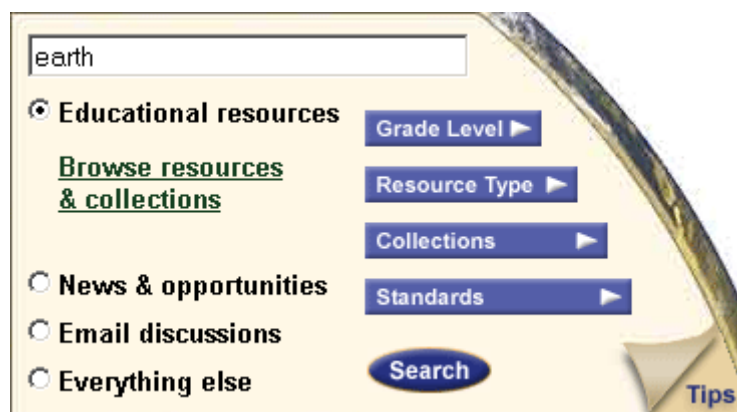 earth
Educational resources
Browse resources
& collections
News & opportunities
Email discussions
Everything else
Grade Level
Resource Type
Collections
Standards
Search
Tips